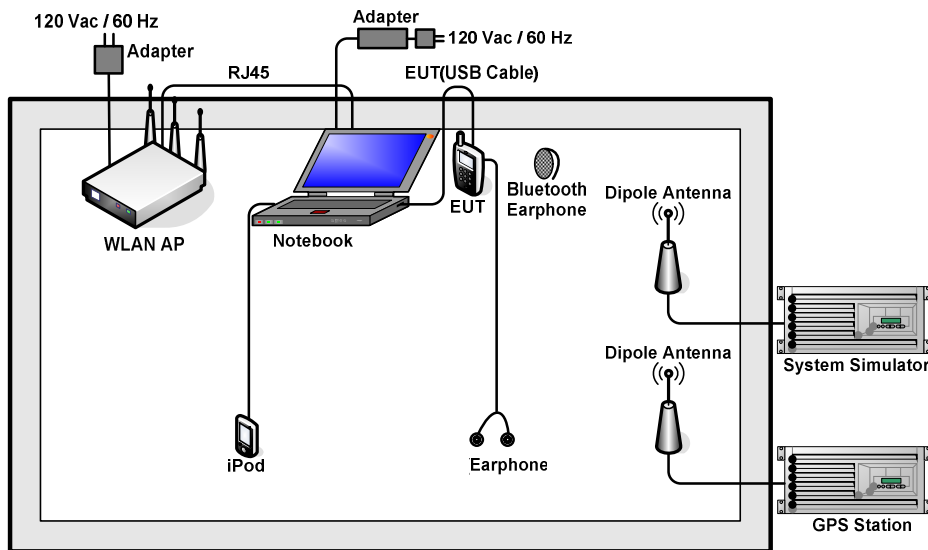 120 Vac / 60 Hz
Adapter
Adapter
120 Vac / 60 Hz
RJ45
EUT(USB Cable)
WLAN AP
Notebook
EUT
Bluetooth
Earphone
Dipole Antenna
System Simulator
Dipole Antenna
iPod
Earphone
GPS Station